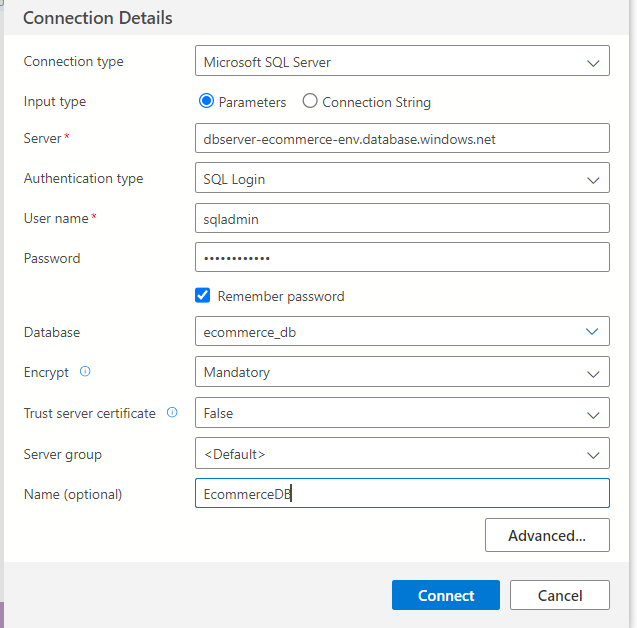 Connection Details
Connection type Microsoft SQL Server
Input type Parameters Connection String
Server* dbserver-ecommerce-env.database.windows.net
Authentication type SQL Login
User name* sqladmin
Password ••••••••••••
Remember password
Database ecommerce_db
Encrypt Mandatory
Trust server certificate False
Server group <Default>
Name (optional) EcommerceDB
Advanced...
Connect Cancel